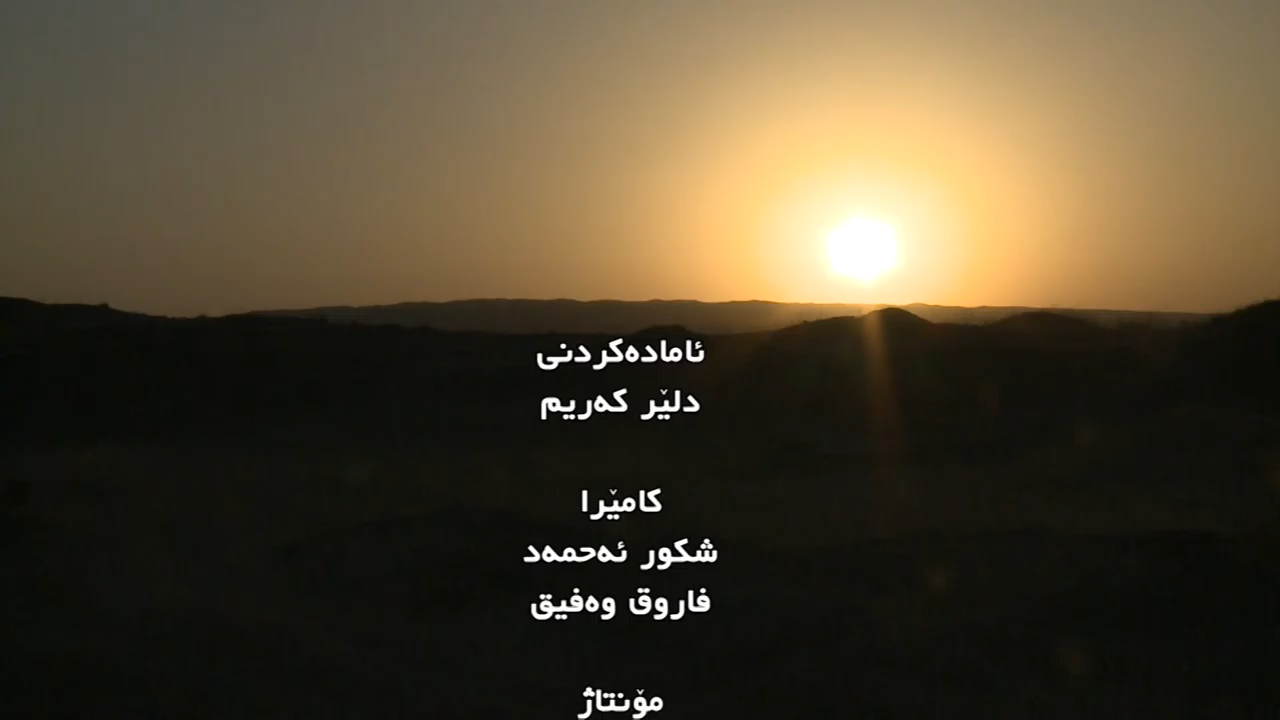 ئامادەکردنی
دلێر کەریم
کامێرا
شکور ئەحمەد
فاروق وەفیق
مۆنتاژ